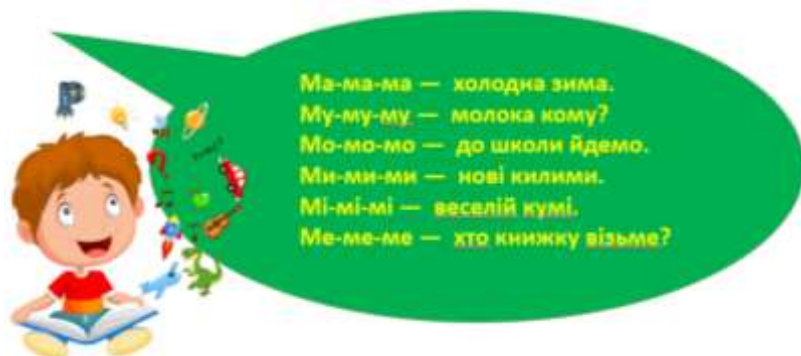 Ма-ма-ма — холодна зима.
Му-му-му — молока кому?
Мо-мо-мо — до школи йдемо.
Ми-ми-ми — нові килими.
Мі-мі-мі — веселій кумі.
Ме-ме-ме — хто книжку візьме?